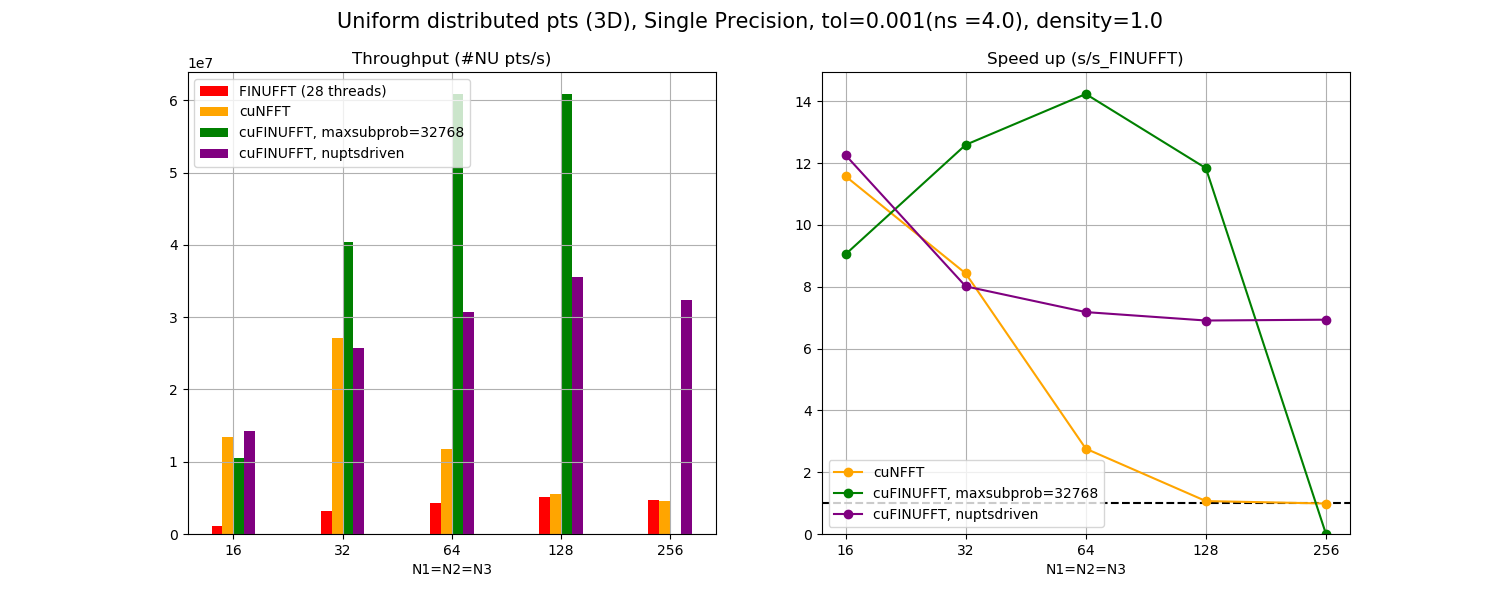 Uniform distributed pts (3D), Single Precision, tol=0.001(ns =4.0), density=1.0
Throughput (#NU pts/s)
1e7
FINUFFT (28 threads)
cuNFFT
cuFINUFFT, maxsubprob=32768
cuFINUFFT, nuptsdriven
6
5
4
3
2
1
0
16 32 64 128 256
N1=N2=N3
Speed up (s/s_FINUFFT)
14
12
10
8
6
4
2
0
cuNFFT
cuFINUFFT, maxsubprob=32768
cuFINUFFT, nuptsdriven
16 32 64 128 256
N1=N2=N3